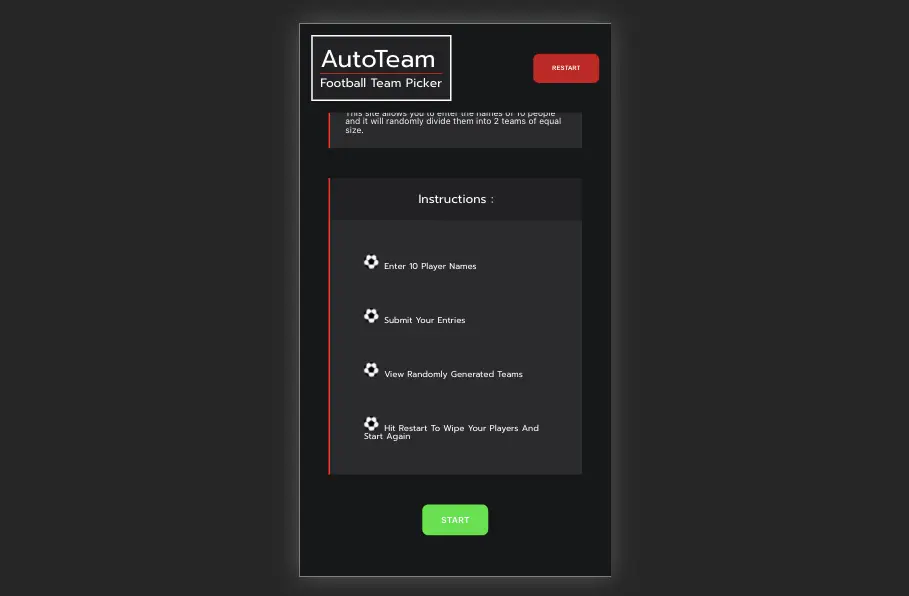 AutoTeam
Football Team Picker
RESTART
This site allows you to enter the names of 10 people
and it will randomly divide them into 2 teams of equal
size.
Instructions :
Enter 10 Player Names
Submit Your Entries
View Randomly Generated Teams
Hit Restart To Wipe Your Players And
Start Again
START